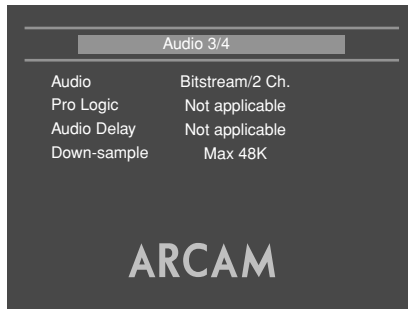 Audio 3/4
Audio Bitstream/2 Ch.
Pro Logic Not applicable
Audio Delay Not applicable
Down-sample Max 48K
ARCAM